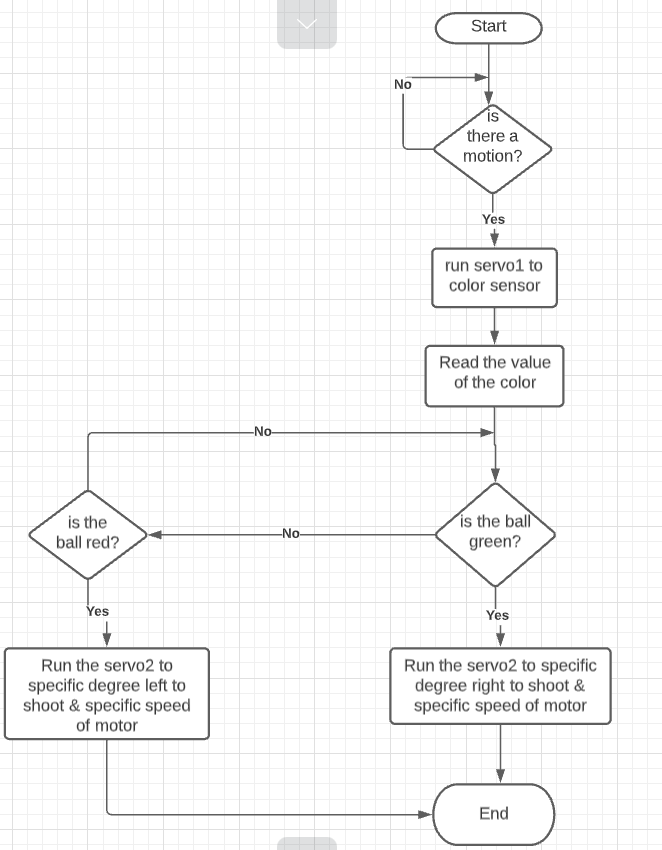 Start
No
is
there a
motion?
Yes
run servo1 to
color sensor
Read the value
of the color
No
is the
ball red?
No
is the ball
green?
Yes
Yes
Run the servo2 to
specific degree left to
shoot & specific speed
of motor
Run the servo2 to specific
degree right to shoot &
specific speed of motor
End